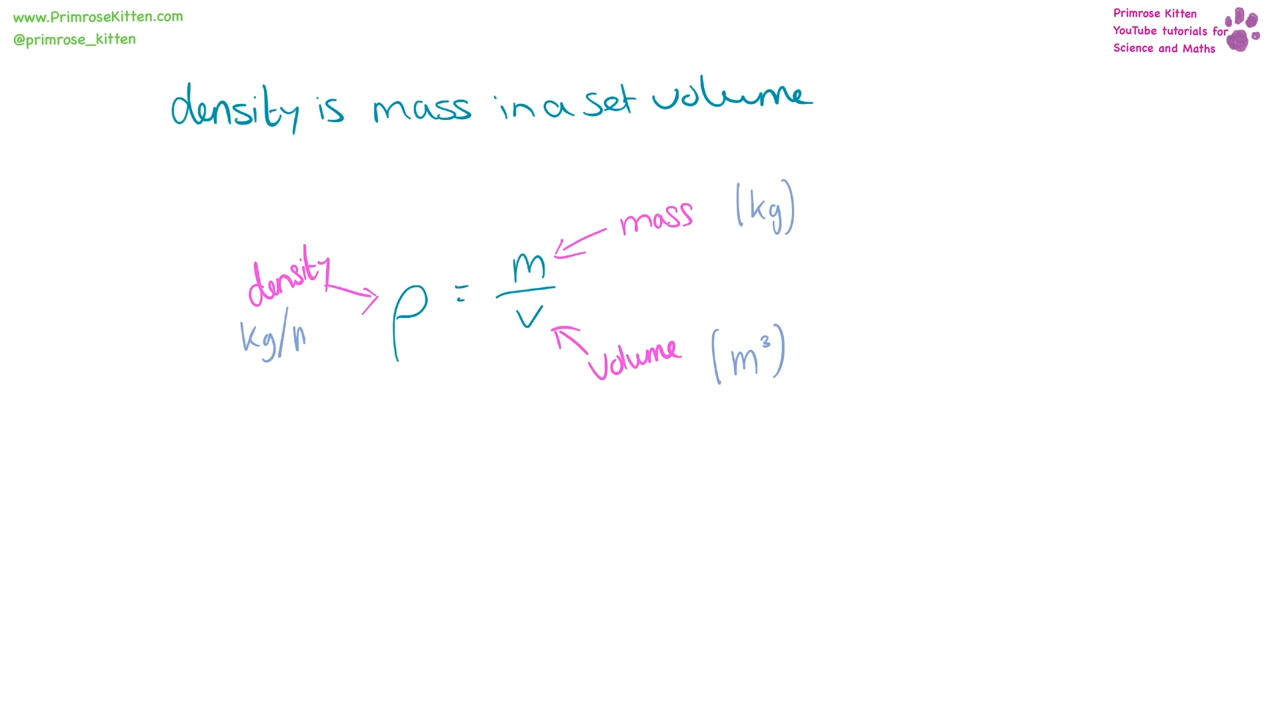 www.PrimroseKitten.com
@primrose_kitten
Primrose Kitten
YouTube tutorials for
Science and Maths
density is mass in a set volume
mass (kg)
density
kg/n
ρ = m/v
volume (m³)